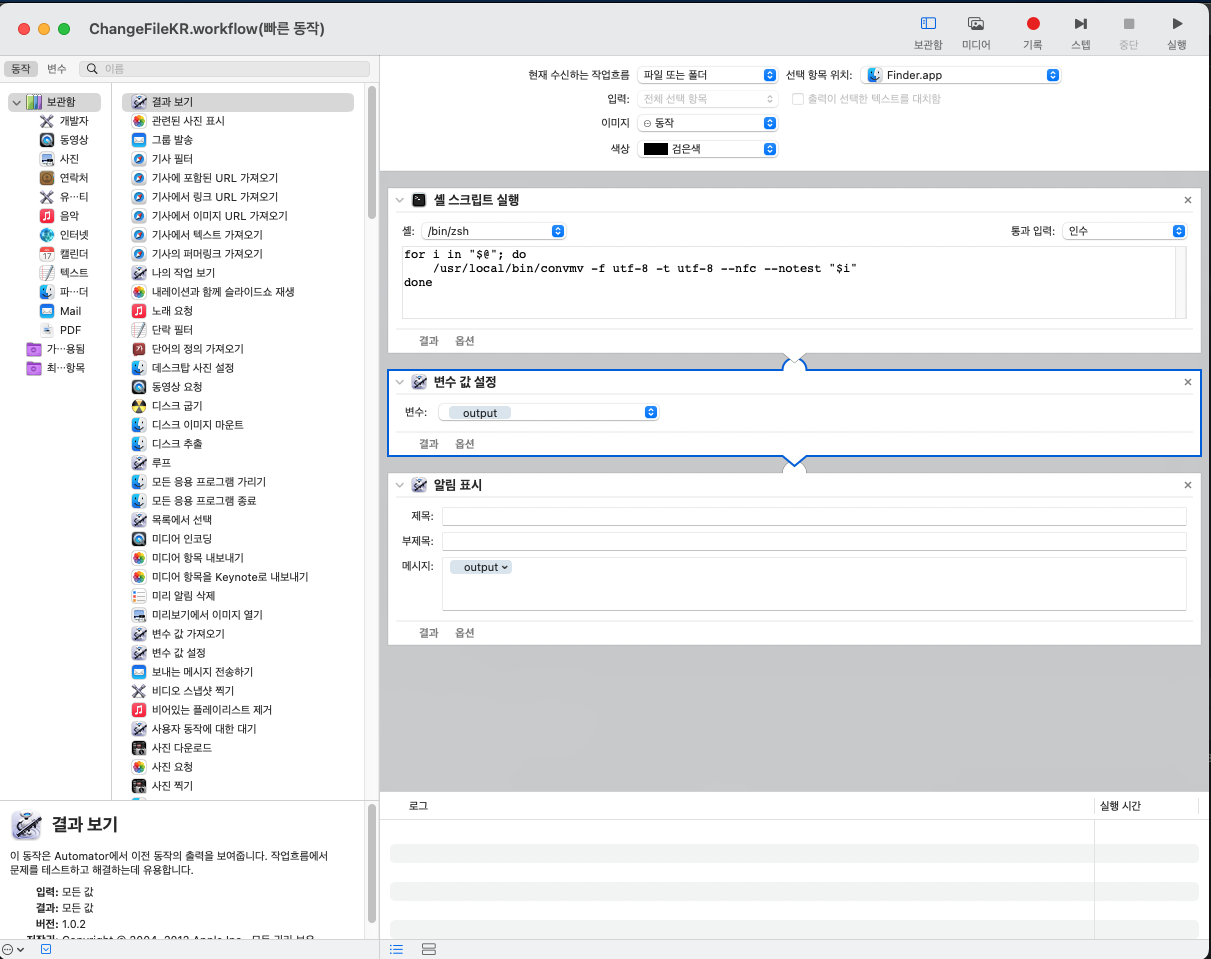 ChangeFileKR.workflow(빠른 동작)
보관함
미디어
기록
스텝
중단
실행
동작
변수
이름
보관함
개발자
동영상
사진
연락처
유⋯티
음악
인터넷
캘린더
텍스트
파⋯더
Mail
PDF
가⋯용됨
최⋯항목
결과 보기
관련된 사진 표시
그룹 발송
기사 필터
기사에 포함된 URL 가져오기
기사에서 링크 URL 가져오기
기사에서 이미지 URL 가져오기
기사에서 텍스트 가져오기
기사의 퍼머링크 가져오기
나의 작업 보기
내레이션과 함께 슬라이드쇼 재생
노래 요청
단락 필터
단어의 정의 가져오기
데스크탑 사진 설정
동영상 요청
디스크 굽기
디스크 이미지 마운트
디스크 추출
루프
모든 응용 프로그램 가리기
모든 응용 프로그램 종료
목록에서 선택
미디어 인코딩
미디어 항목 내보내기
미디어 항목을 Keynote로 내보내기
미리 알림 삭제
미리보기에서 이미지 열기
변수 값 가져오기
변수 값 설정
보내는 메시지 전송하기
비디오 스냅샷 찍기
비어있는 플레이리스트 제거
사용자 동작에 대한 대기
사진 다운로드
사진 요청
사진 찍기
결과 보기
이 동작은 Automator에서 이전 동작의 출력을 보여줍니다. 작업흐름에서
문제를 테스트하고 해결하는데 유용합니다.
입력: 모든 값
결과: 모든 값
버전: 1.0.2
현재 수신하는 작업흐름 파일 또는 폴더 선택 항목 위치: Finder.app
입력: 전체 선택 항목 출력이 선택한 텍스트를 대치함
이미지 동작
색상 검은색
셸 스크립트 실행
셸: /bin/zsh 통과 입력: 인수
for i in "$@"; do
/usr/local/bin/convmv -f utf-8 -t utf-8 --nfc --notest "$i"
done
결과 옵션
변수 값 설정
변수: output
결과 옵션
알림 표시
제목:
부제목:
메시지: output
결과 옵션
로그 실행 시간